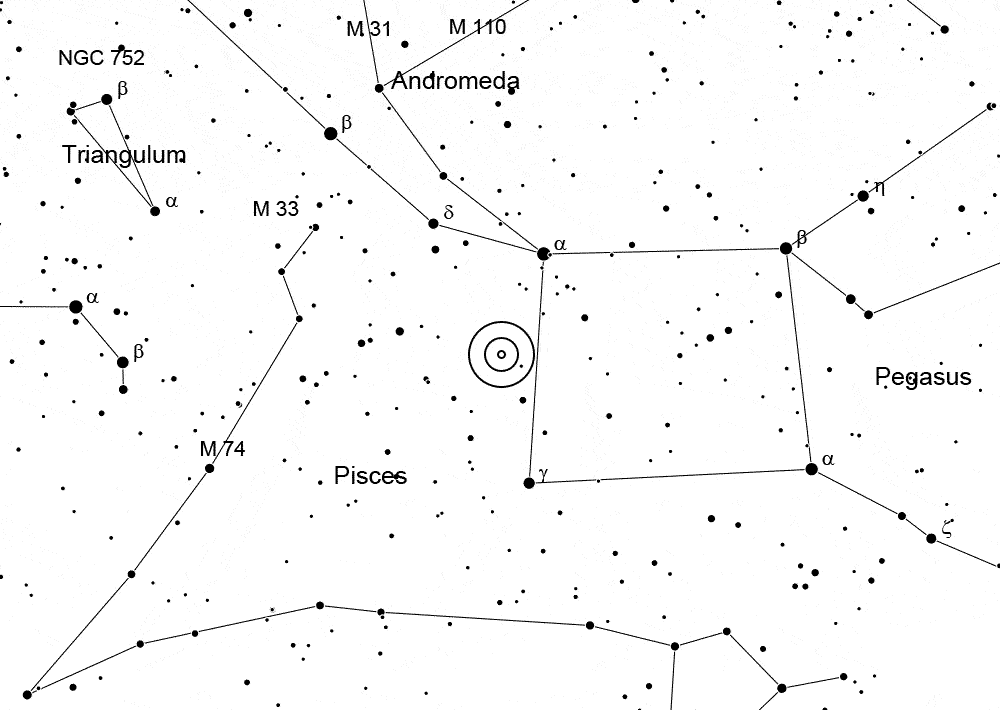 M 31
M 110
NGC 752
Andromeda
β
β
Triangulum
η
α
M 33
δ
β
α
α
β
Pegasus
M 74
α
Pisces
γ
ζ